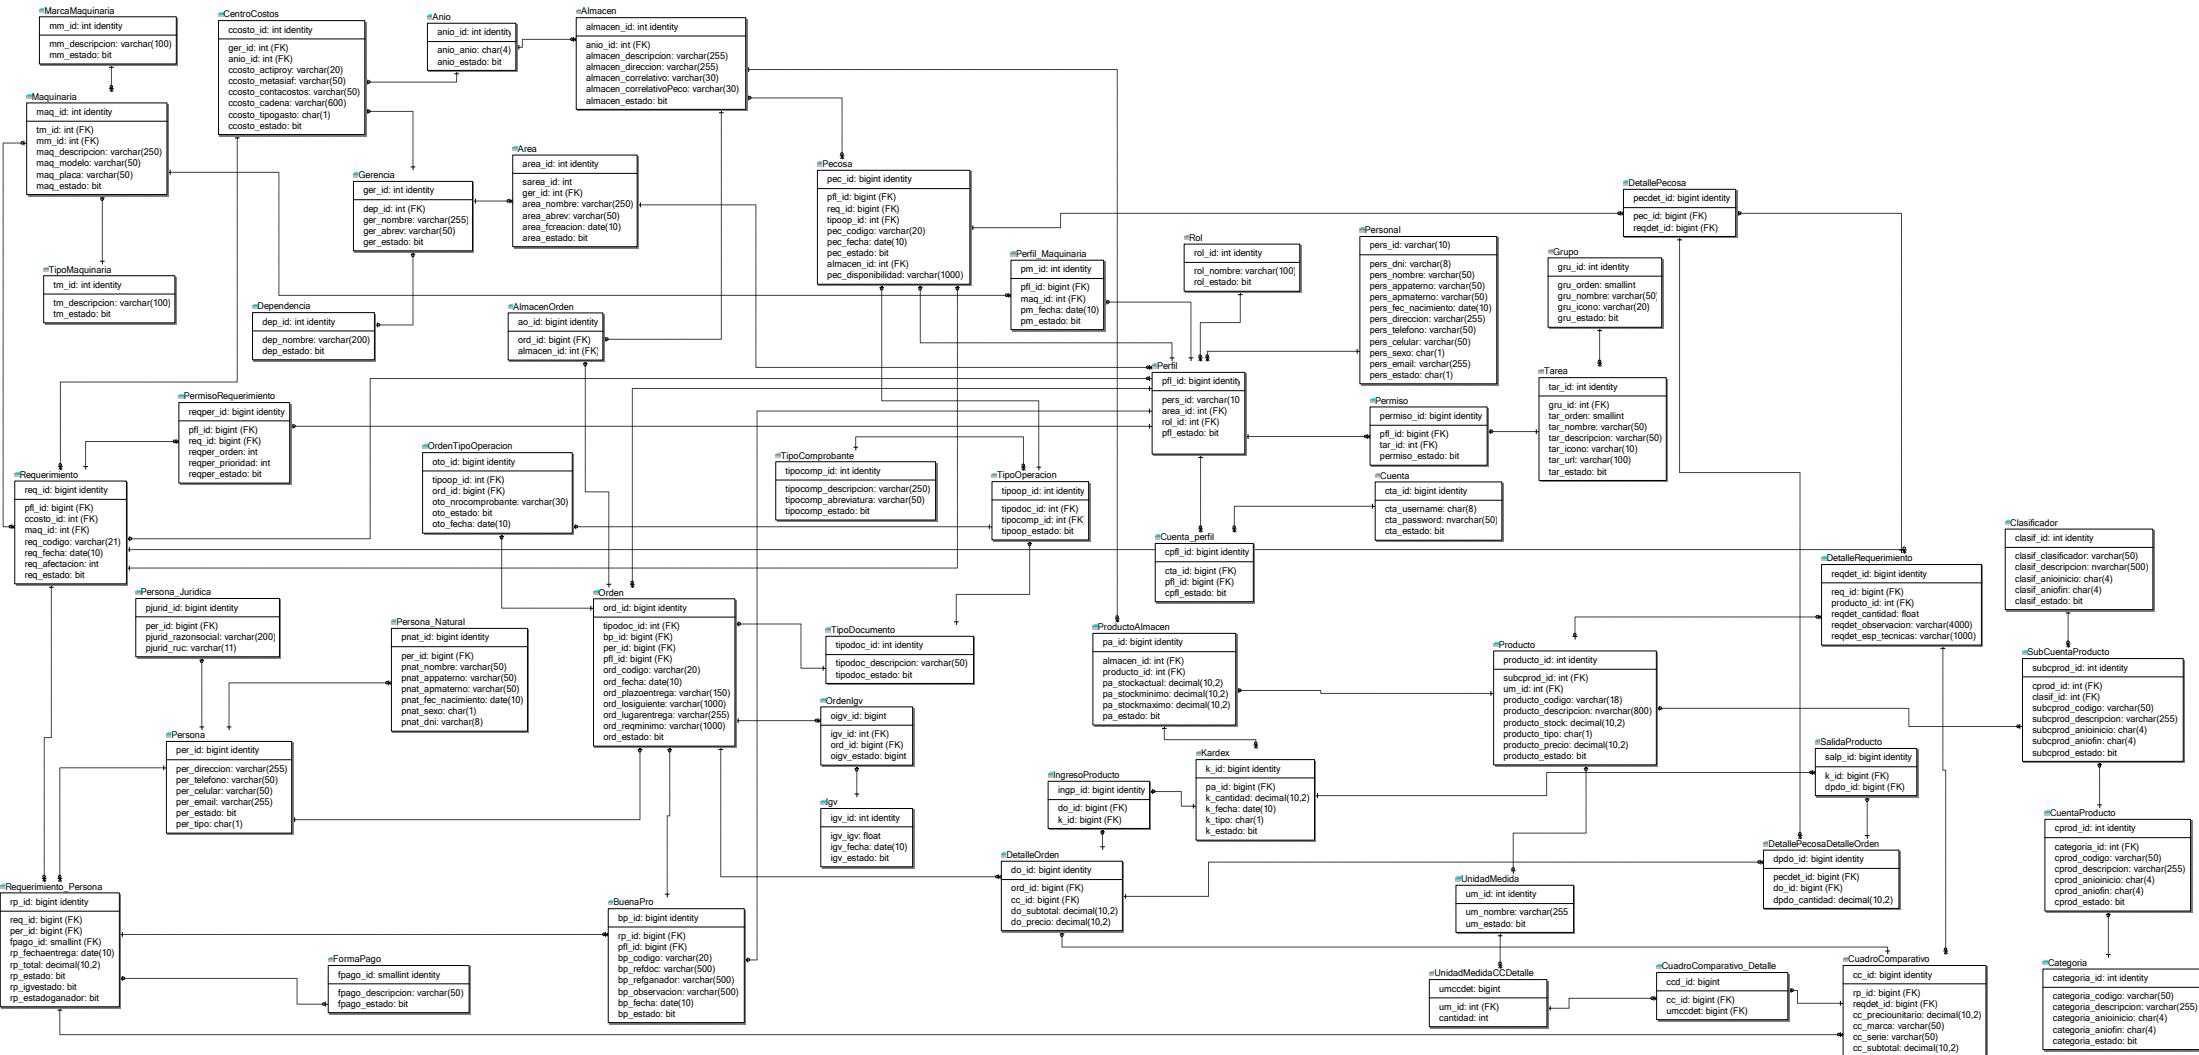 MarcaMaquinaria
mm_id: int identity
mm_descripcion: varchar(100)
mm_estado: bit
CentroCostos
ccosto_id: int identity
ger_id: int (FK)
anio_id: int (FK)
ccosto_actiproy: varchar(20)
ccosto_metasiaf: varchar(50)
ccosto_contacostos: varchar(50)
ccosto_cadena: varchar(600)
ccosto_tipogasto: char(1)
ccosto_estado: bit
Anio
anio_id: int identity
anio_anio: char(4)
anio_estado: bit
Almacen
almacen_id: int identity
anio_id: int (FK)
almacen_descripcion: varchar(255)
almacen_direccion: varchar(255)
almacen_correlativo: varchar(30)
almacen_correlativoPeco: varchar(30)
almacen_estado: bit
Maquinaria
maq_id: int identity
tm_id: int (FK)
mm_id: int (FK)
maq_descripcion: varchar(250)
maq_modelo: varchar(50)
maq_placa: varchar(50)
maq_estado: bit
Gerencia
ger_id: int identity
dep_id: int (FK)
ger_nombre: varchar(255)
ger_abrev: varchar(50)
ger_estado: bit
Area
area_id: int identity
sarea_id: int
ger_id: int (FK)
area_nombre: varchar(250)
area_abrev: varchar(50)
area_fcreacion: date(10)
area_estado: bit
Pecosa
pec_id: bigint identity
pfl_id: bigint (FK)
req_id: bigint (FK)
tipoop_id: int (FK)
pec_codigo: varchar(20)
pec_fecha: date(10)
pec_estado: bit
almacen_id: int (FK)
pec_disponibilidad: varchar(1000)
DetallePecosa
pecdet_id: bigint identity
pec_id: bigint (FK)
reqdet_id: bigint (FK)
Perfil_Maquinaria
pm_id: int identity
pfl_id: bigint (FK)
maq_id: int (FK)
pm_fecha: date(10)
pm_estado: bit
Rol
rol_id: int identity
rol_nombre: varchar(100)
rol_estado: bit
Personal
pers_id: varchar(10)
pers_dni: varchar(8)
pers_nombre: varchar(50)
pers_appaterno: varchar(50)
pers_apmaterno: varchar(50)
pers_fec_nacimiento: date(10)
pers_direccion: varchar(255)
pers_telefono: varchar(50)
pers_celular: varchar(50)
pers_sexo: char(1)
pers_email: varchar(255)
pers_estado: char(1)
Grupo
gru_id: int identity
gru_orden: smallint
gru_nombre: varchar(50)
gru_icono: varchar(20)
gru_estado: bit
TipoMaquinaria
tm_id: int identity
tm_descripcion: varchar(100)
tm_estado: bit
Dependencia
dep_id: int identity
dep_nombre: varchar(200)
dep_estado: bit
AlmacenOrden
ao_id: bigint identity
ord_id: bigint (FK)
almacen_id: int (FK)
Perfil
pfl_id: bigint identity
pers_id: varchar(10
area_id: int (FK)
rol_id: int (FK)
pfl_estado: bit
Tarea
tar_id: int identity
gru_id: int (FK)
tar_orden: smallint
tar_nombre: varchar(50)
tar_descripcion: varchar(50)
tar_icono: varchar(10)
tar_url: varchar(100)
tar_estado: bit
PermisoRequerimiento
reqper_id: bigint identity
pfl_id: bigint (FK)
req_id: bigint (FK)
reqper_orden: int
reqper_prioridad: int
reqper_estado: bit
Permiso
permiso_id: bigint identity
pfl_id: bigint (FK)
tar_id: int (FK)
permiso_estado: bit
OrdenTipoOperacion
oto_id: bigint identity
tipoop_id: int (FK)
ord_id: bigint (FK)
oto_nrocomprobante: varchar(30)
oto_estado: bit
oto_fecha: date(10)
TipoComprobante
tipocomp_id: int identity
tipocomp_descripcion: varchar(250)
tipocomp_abreviatura: varchar(50)
tipocomp_estado: bit
TipoOperacion
tipoop_id: int identity
tipodoc_id: int (FK)
tipocomp_id: int (FK
tipoop_estado: bit
Cuenta
cta_id: bigint identity
cta_username: char(8)
cta_password: nvarchar(50)
cta_estado: bit
Requerimiento
req_id: bigint identity
pfl_id: bigint (FK)
ccosto_id: int (FK)
maq_id: int (FK)
req_codigo: varchar(21)
req_fecha: date(10)
req_afectacion: int
req_estado: bit
Cuenta_perfil
cpfl_id: bigint identity
cta_id: bigint (FK)
pfl_id: bigint (FK)
cpfl_estado: bit
DetalleRequerimiento
reqdet_id: bigint identity
req_id: bigint (FK)
producto_id: int (FK)
reqdet_cantidad: float
reqdet_observacion: varchar(4000)
reqdet_esp_tecnicas: varchar(1000)
Clasificador
clasif_id: int identity
clasif_clasificador: varchar(50)
clasif_descripcion: nvarchar(500)
clasif_anioinicio: char(4)
clasif_aniofin: char(4)
clasif_estado: bit
Persona_Juridica
pjurid_id: bigint identity
per_id: bigint (FK)
pjurid_razonsocial: varchar(200)
pjurid_ruc: varchar(11)
Persona_Natural
pnat_id: bigint identity
per_id: bigint (FK)
pnat_nombre: varchar(50)
pnat_appaterno: varchar(50)
pnat_apmaterno: varchar(50)
pnat_fec_nacimiento: date(10)
pnat_sexo: char(1)
pnat_dni: varchar(8)
Orden
ord_id: bigint identity
tipodoc_id: int (FK)
bp_id: bigint (FK)
per_id: bigint (FK)
pfl_id: bigint (FK)
ord_codigo: varchar(20)
ord_fecha: date(10)
ord_plazoentrega: varchar(150)
ord_losiguiente: varchar(1000)
ord_lugarentrega: varchar(255)
ord_reqminimo: varchar(1000)
ord_estado: bit
TipoDocumento
tipodoc_id: int identity
tipodoc_descripcion: varchar(50)
tipodoc_estado: bit
ProductoAlmacen
pa_id: bigint identity
almacen_id: int (FK)
producto_id: int (FK)
pa_stockactual: decimal(10,2)
pa_stockminimo: decimal(10,2)
pa_stockmaximo: decimal(10,2)
pa_estado: bit
Producto
producto_id: int identity
subcprod_id: int (FK)
um_id: int (FK)
producto_codigo: varchar(18)
producto_descripcion: nvarchar(800)
producto_stock: decimal(10,2)
producto_tipo: char(1)
producto_precio: decimal(10,2)
producto_estado: bit
SubCuentaProducto
subcprod_id: int identity
cprod_id: int (FK)
clasif_id: int (FK)
subcprod_codigo: varchar(50)
subcprod_descripcion: varchar(255)
subcprod_anioinicio: char(4)
subcprod_aniofin: char(4)
subcprod_estado: bit
Persona
per_id: bigint identity
per_direccion: varchar(255)
per_telefono: varchar(50)
per_celular: varchar(50)
per_email: varchar(255)
per_estado: bit
per_tipo: char(1)
OrdenIgv
oigv_id: bigint
igv_id: int (FK)
ord_id: bigint (FK)
oigv_estado: bigint
Igv
igv_id: int identity
igv_igv: float
igv_fecha: date(10)
igv_estado: bit
IngresoProducto
ingp_id: bigint identity
do_id: bigint (FK)
k_id: bigint (FK)
Kardex
k_id: bigint identity
pa_id: bigint (FK)
k_cantidad: decimal(10,2)
k_fecha: date(10)
k_tipo: char(1)
k_estado: bit
SalidaProducto
salp_id: bigint identity
k_id: bigint (FK)
dpdo_id: bigint (FK)
CuentaProducto
cprod_id: int identity
categoria_id: int (FK)
cprod_codigo: varchar(50)
cprod_descripcion: varchar(255)
cprod_anioinicio: char(4)
cprod_aniofin: char(4)
cprod_estado: bit
DetalleOrden
do_id: bigint identity
ord_id: bigint (FK)
cc_id: bigint (FK)
do_subtotal: decimal(10,2)
do_precio: decimal(10,2)
DetallePecosaDetalleOrden
dpdo_id: bigint identity
pecdet_id: bigint (FK)
do_id: bigint (FK)
dpdo_cantidad: decimal(10,2)
UnidadMedida
um_id: int identity
um_nombre: varchar(255
um_estado: bit
Requerimiento_Persona
rp_id: bigint identity
req_id: bigint (FK)
per_id: bigint (FK)
fpago_id: smallint (FK)
rp_fechaentrega: date(10)
rp_total: decimal(10,2)
rp_estado: bit
rp_igvestado: bit
rp_estadoganador: bit
FormaPago
fpago_id: smallint identity
fpago_descripcion: varchar(50)
fpago_estado: bit
BuenaPro
bp_id: bigint identity
rp_id: bigint (FK)
pfl_id: bigint (FK)
bp_codigo: varchar(20)
bp_refdoc: varchar(500)
bp_refganador: varchar(500)
bp_observacion: varchar(500)
bp_fecha: date(10)
bp_estado: bit
UnidadMedidaCCDetalle
umccdet: bigint
um_id: int (FK)
cantidad: int
CuadroComparativo_Detalle
ccd_id: bigint
cc_id: bigint (FK)
umccdet: bigint (FK)
CuadroComparativo
cc_id: bigint identity
rp_id: bigint (FK)
reqdet_id: bigint (FK)
cc_preciounitario: decimal(10,2)
cc_marca: varchar(50)
cc_serie: varchar(50)
cc_subtotal: decimal(10,2)
Categoria
categoria_id: int identity
categoria_codigo: varchar(50)
categoria_descripcion: varchar(255)
categoria_anioinicio: char(4)
categoria_aniofin: char(4)
categoria_estado: bit